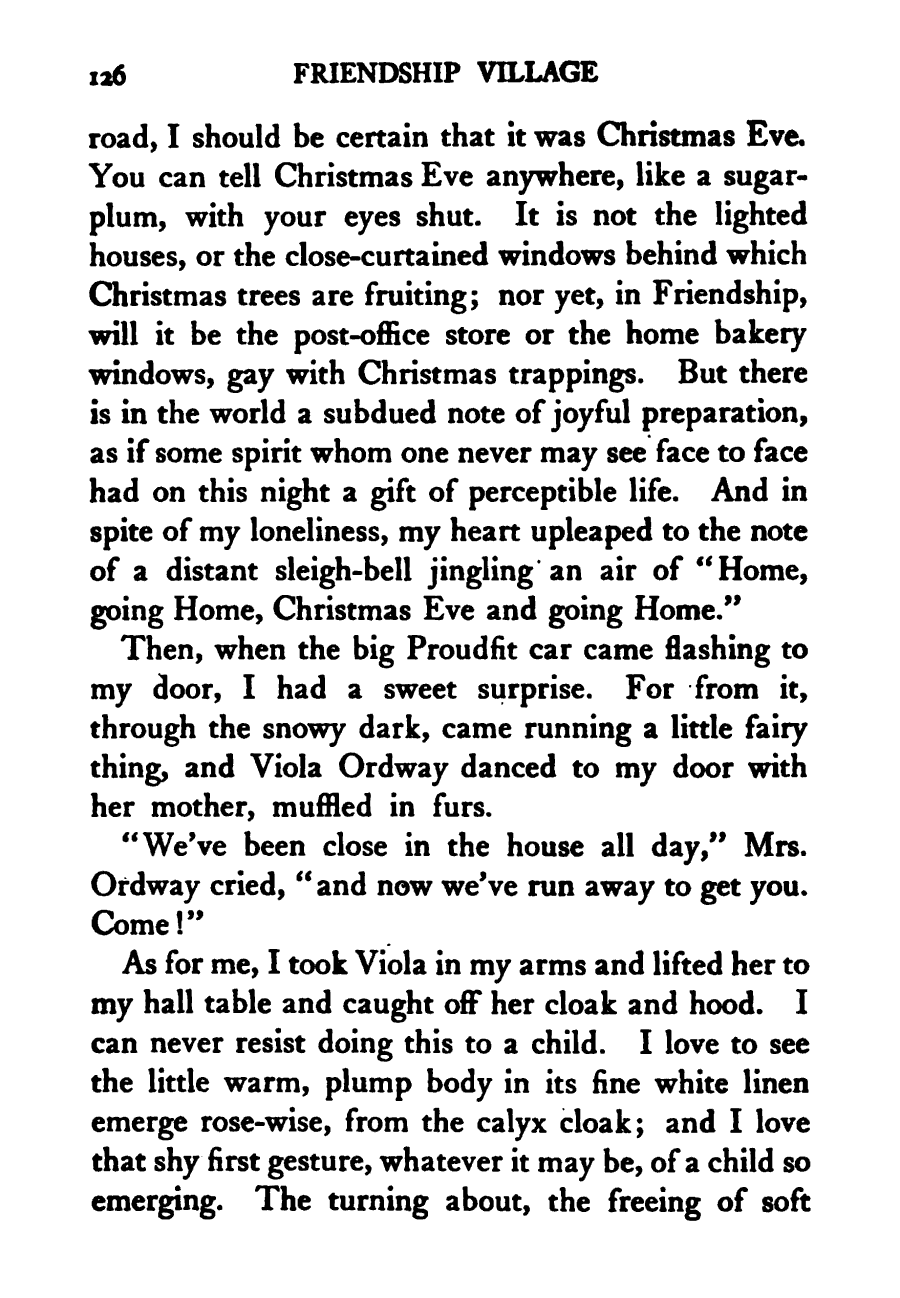 126 FRIENDSHIP VILLAGE
road, I should be certain that it was Christmas Eve.
You can tell Christmas Eve anywhere, like a sugar-
plum, with your eyes shut. It is not the lighted
houses, or the close-curtained windows behind which
Christmas trees are fruiting; nor yet, in Friendship,
will it be the post-office store or the home bakery
windows, gay with Christmas trappings. But there
is in the world a subdued note of joyful preparation,
as if some spirit whom one never may see face to face
had on this night a gift of perceptible life. And in
spite of my loneliness, my heart upleaped to the note
of a distant sleigh-bell jingling an air of "Home,
going Home, Christmas Eve and going Home."
Then, when the big Proudfit car came flashing to
my door, I had a sweet surprise. For from it,
through the snowy dark, came running a little fairy
thing, and Viola Ordway danced to my door with
her mother, muffled in furs.
"We've been close in the house all day," Mrs.
Ordway cried, "and now we've run away to get you.
Come!"
As for me, I took Viola in my arms and lifted her to
my hall table and caught off her cloak and hood. I
can never resist doing this to a child. I love to see
the little warm, plump body in its fine white linen
emerge rose-wise, from the calyx cloak; and I love
that shy first gesture, whatever it may be, of a child so
emerging. The turning about, the freeing of soft